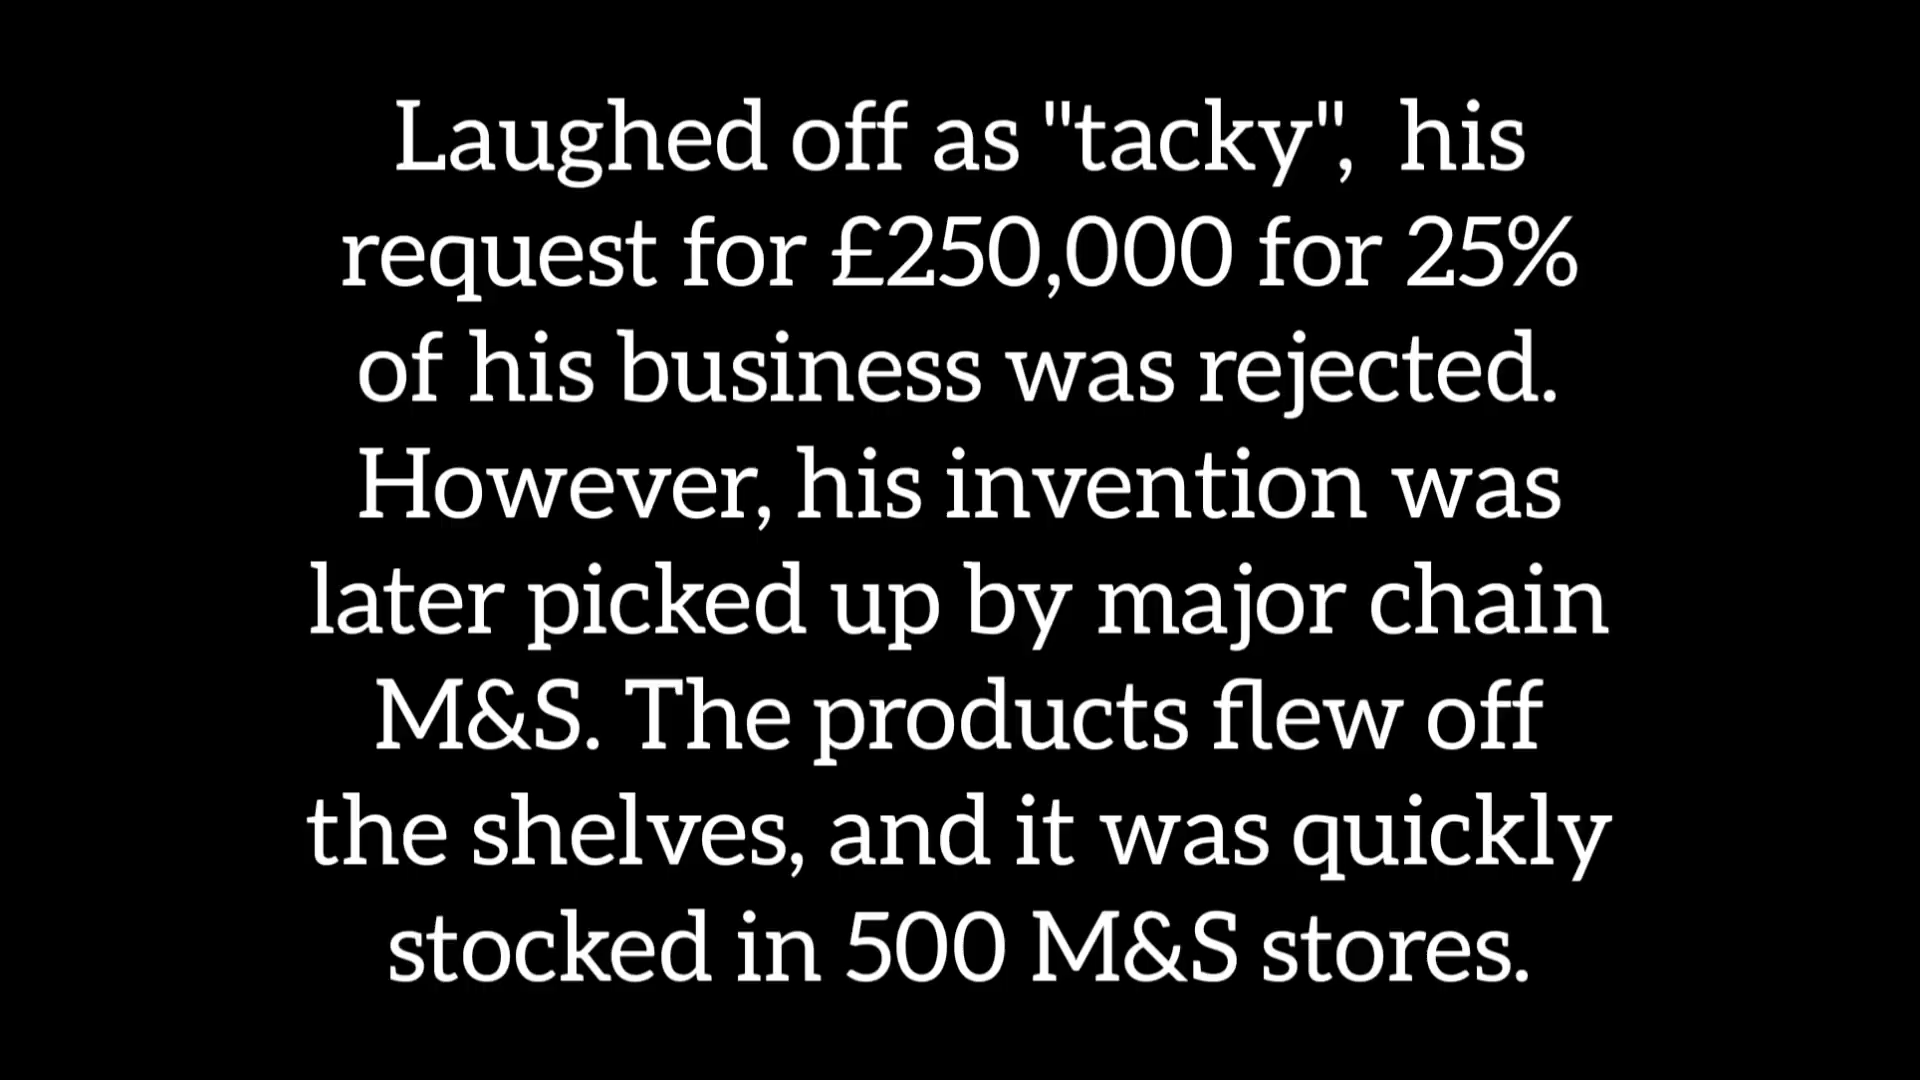 Laughed off as "tacky",  his
request for £250,000 for 25%
of his business was rejected.
However, his invention was
later picked up by major chain
M&S. The products flew off
the shelves, and it was quickly
stocked in 500 M&S stores.